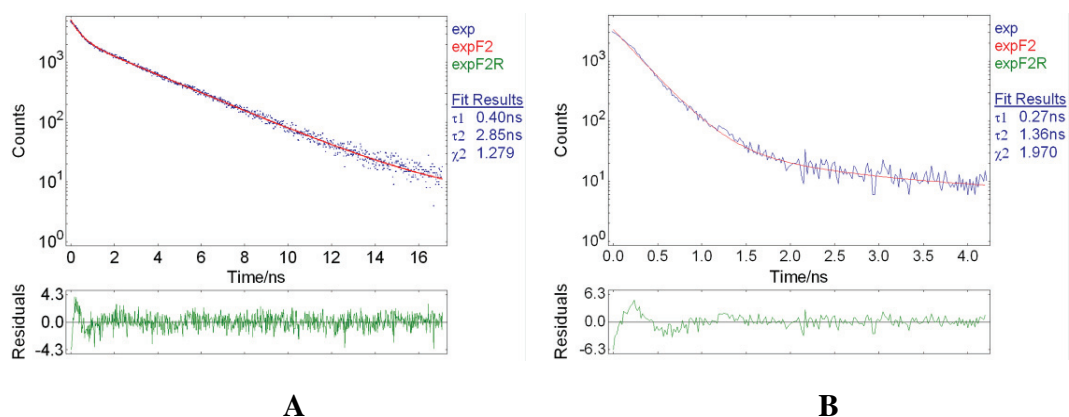 exp
expF2
expF2R
Fit Results
τ1 0.40ns
τ2 2.85ns
χ2 1.279
Counts
10³
10²
10¹
10⁰
0 2 4 6 8 10 12 14 16
Time/ns
Residuals
4.3
0.0
-4.3
A
exp
expF2
expF2R
Fit Results
τ1 0.27ns
τ2 1.36ns
χ2 1.970
Counts
10³
10²
10¹
10⁰
0.0 0.5 1.0 1.5 2.0 2.5 3.0 3.5 4.0
Time/ns
Residuals
6.3
0.0
-6.3
B